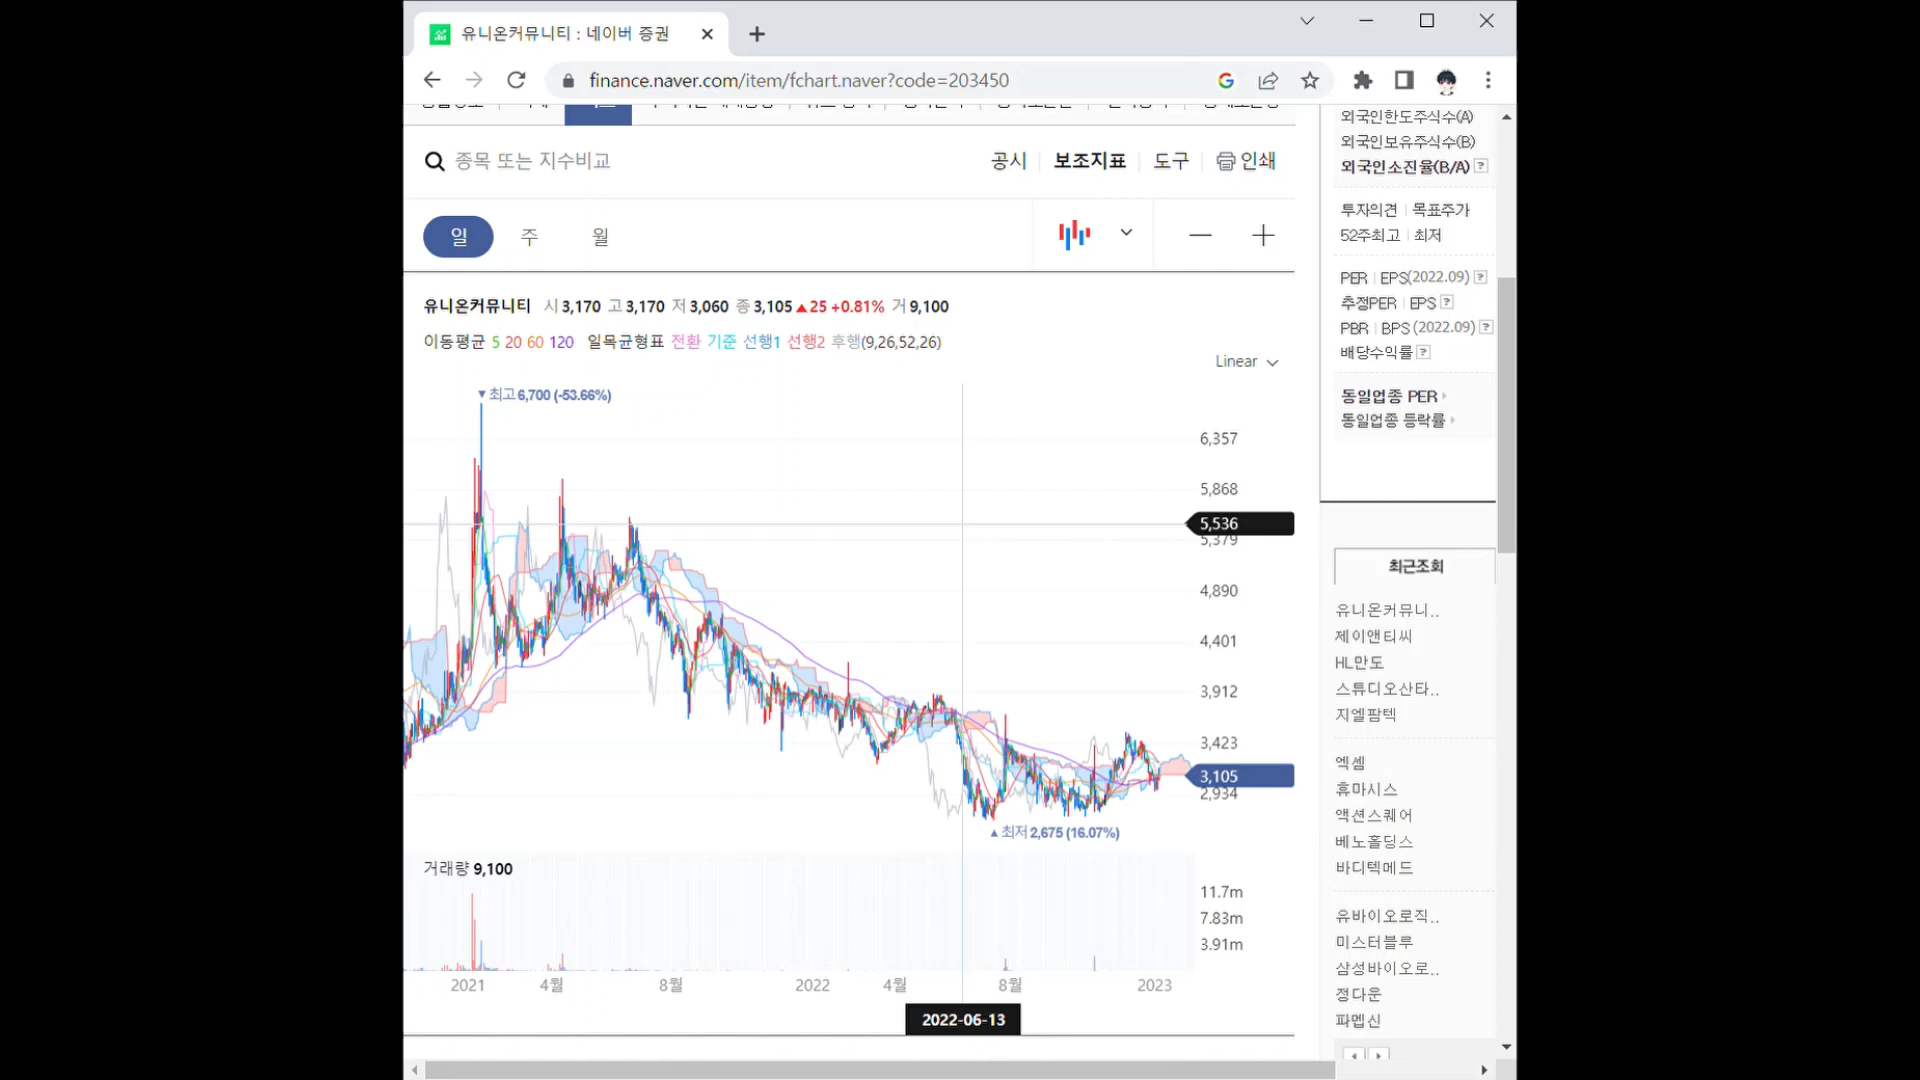 유니온커뮤니티 : 네이버 증권
finance.naver.com/item/fchart.naver?code=203450
종목 또는 지수비교
공시 보조지표 도구 인쇄
일 주 월
유니온커뮤니티 시 3,170 고 3,170 저 3,060 종 3,105 ▲25 +0.81% 거 9,100
이동평균 5 20 60 120 일목균형표 전환 기준 선행1 선행2 후행(9,26,52,26)
Linear
▼최고 6,700 (-53.66%)
6,357
5,868
5,536
5,379
4,890
4,401
3,912
3,423
3,105
2,934
▲최저 2,675 (16.07%)
거래량 9,100
11.7m
7.83m
3.91m
2021 4월 8월 2022 4월 8월 2023
2022-06-13
외국인한도주식수(A)
외국인보유주식수(B)
외국인소진율(B/A) ?
투자의견 | 목표주가
52주최고 | 최저
PER | EPS(2022.09) ?
추정PER | EPS ?
PBR | BPS (2022.09) ?
배당수익률 ?
동일업종 PER
동일업종 등락률
최근조회
유니온커뮤니..
제이앤티씨
HL만도
스튜디오산타..
지엘팜텍
엑셈
휴마시스
액션스퀘어
베노홀딩스
바디텍메드
유바이오로직..
미스터블루
삼성바이오로..
정다운
파멥신